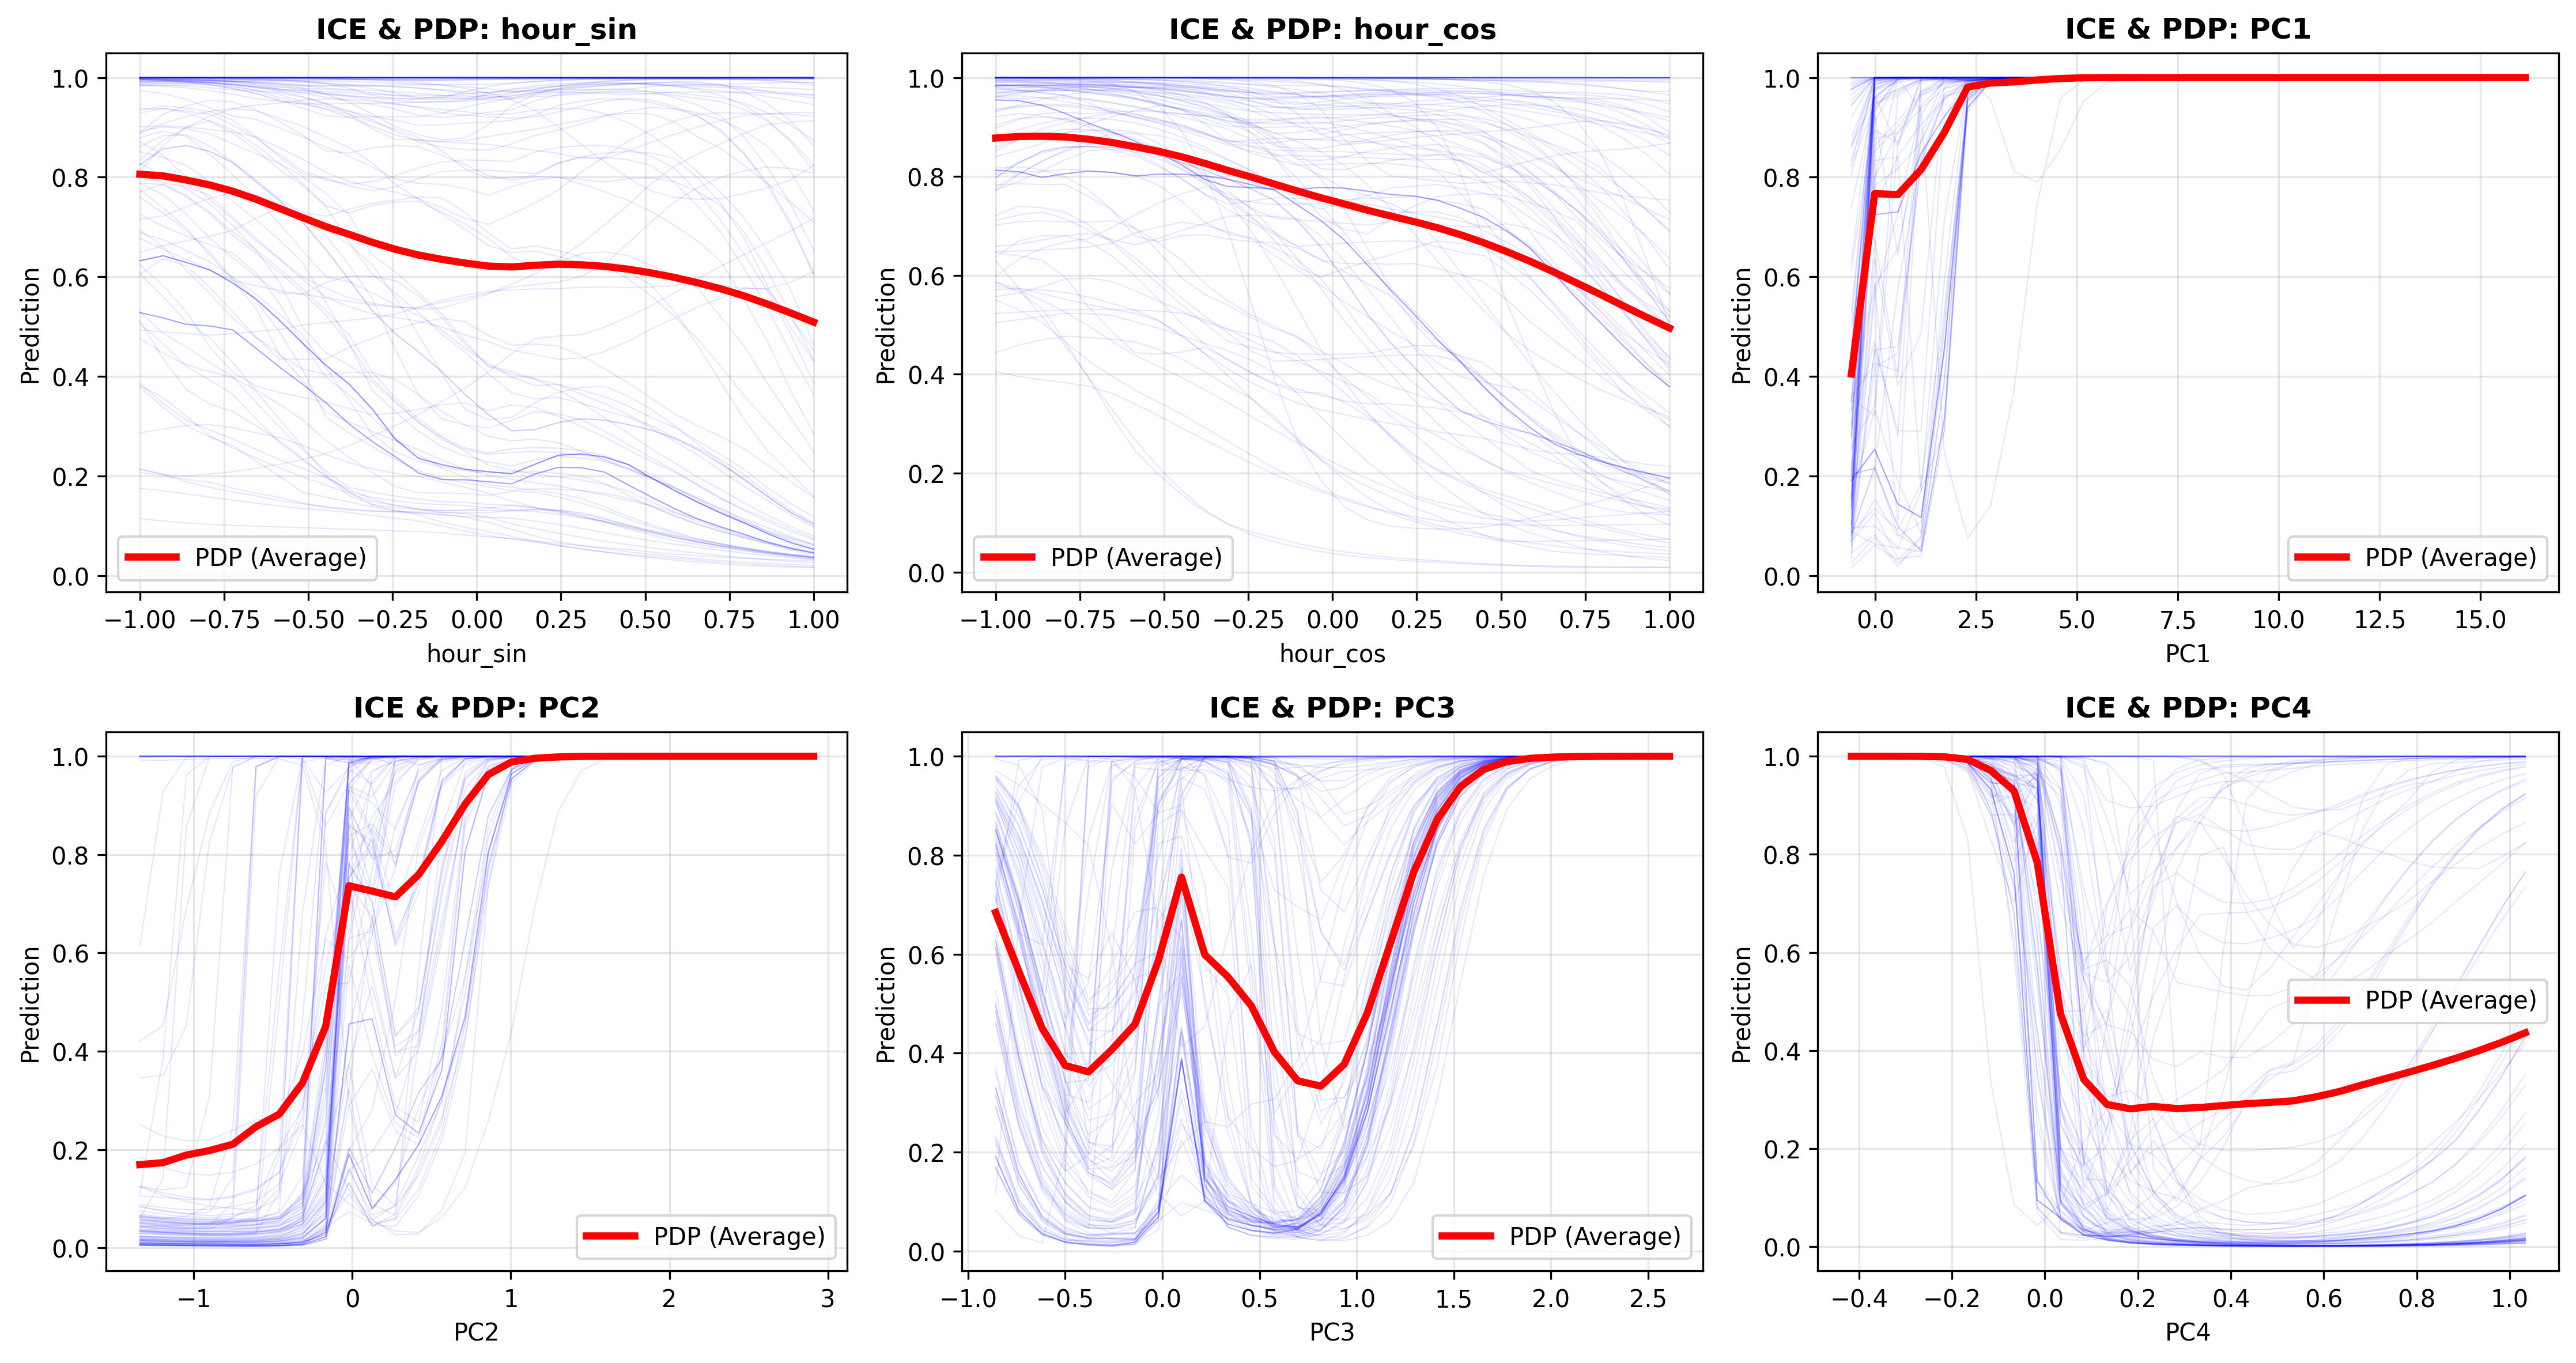 ICE & PDP: hour_sin
Prediction
1.0
0.8
0.6
0.4
0.2
0.0
PDP (Average)
−1.00 −0.75 −0.50 −0.25 0.00 0.25 0.50 0.75 1.00
hour_sin
ICE & PDP: hour_cos
Prediction
1.0
0.8
0.6
0.4
0.2
0.0
PDP (Average)
−1.00 −0.75 −0.50 −0.25 0.00 0.25 0.50 0.75 1.00
hour_cos
ICE & PDP: PC1
Prediction
1.0
0.8
0.6
0.4
0.2
0.0
PDP (Average)
0.0 2.5 5.0 7.5 10.0 12.5 15.0
PC1
ICE & PDP: PC2
Prediction
1.0
0.8
0.6
0.4
0.2
0.0
PDP (Average)
−1 0 1 2 3
PC2
ICE & PDP: PC3
Prediction
1.0
0.8
0.6
0.4
0.2
0.0
PDP (Average)
−1.0 −0.5 0.0 0.5 1.0 1.5 2.0 2.5
PC3
ICE & PDP: PC4
Prediction
1.0
0.8
0.6
0.4
0.2
0.0
PDP (Average)
−0.4 −0.2 0.0 0.2 0.4 0.6 0.8 1.0
PC4